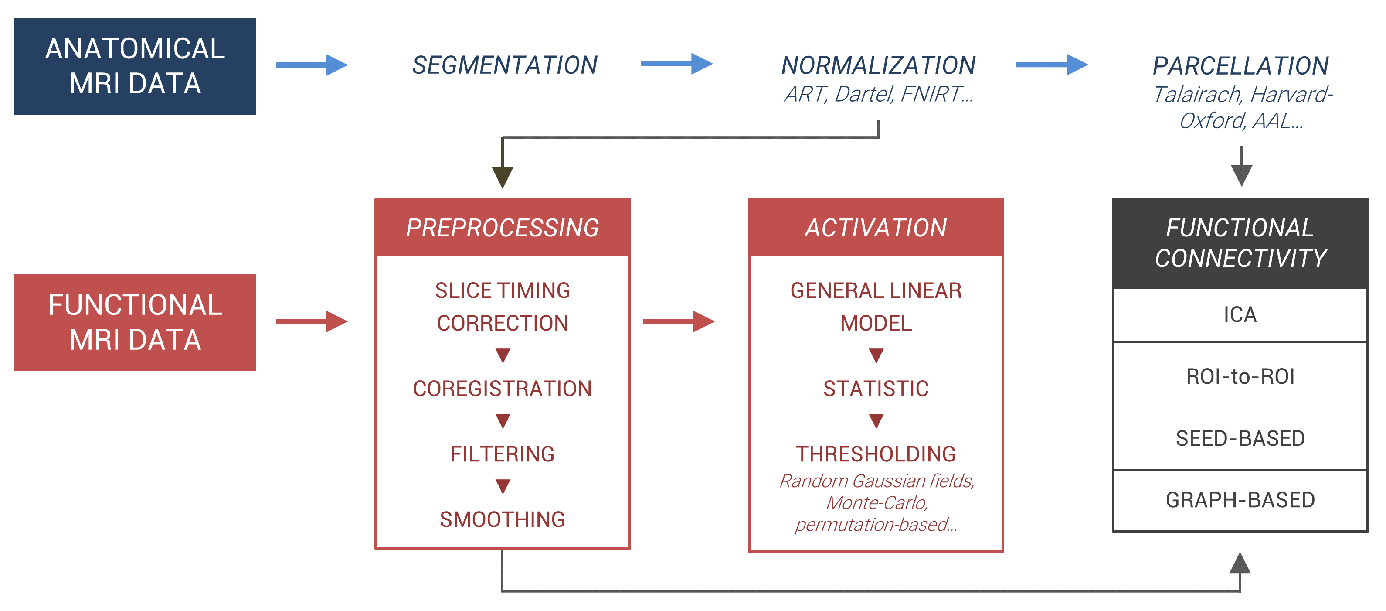 ANATOMICAL
MRI DATA
SEGMENTATION
NORMALIZATION
ART, Dartel, FNIRT...
PARCELLATION
Talairach, Harvard-
Oxford, AAL...
FUNCTIONAL
MRI DATA
PREPROCESSING
SLICE TIMING
CORRECTION
COREGISTRATION
FILTERING
SMOOTHING
ACTIVATION
GENERAL LINEAR
MODEL
STATISTIC
THRESHOLDING
Random Gaussian fields,
Monte-Carlo,
permutation-based...
FUNCTIONAL
CONNECTIVITY
ICA
ROI-to-ROI
SEED-BASED
GRAPH-BASED